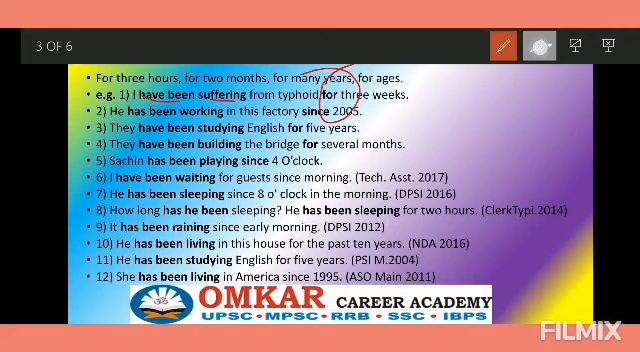 3 OF 6
For three hours, for two months, for many years, for ages.
e.g. 1) I have been suffering from typhoid for three weeks.
2) He has been working in this factory since 2005.
3) They have been studying English for five years.
4) They have been building the bridge for several months.
5) Sachin has been playing since 4 O'clock.
6) I have been waiting for guests since morning. (Tech. Asst. 2017)
7) He has been sleeping since 8 o' clock in the morning. (DPSI 2016)
8) How long has he been sleeping? He has been sleeping for two hours. (ClerkTypi.2014)
9) It has been raining since early morning. (DPSI 2012)
10) He has been living in this house for the past ten years. (NDA 2016)
11) He has been studying English for five years. (PSI M.2004)
12) She has been living in America since 1995. (ASO Main 2011)
OMKAR CAREER ACADEMY
UPSC • MPSC • RRB • SSC • IBPS
FILMIX